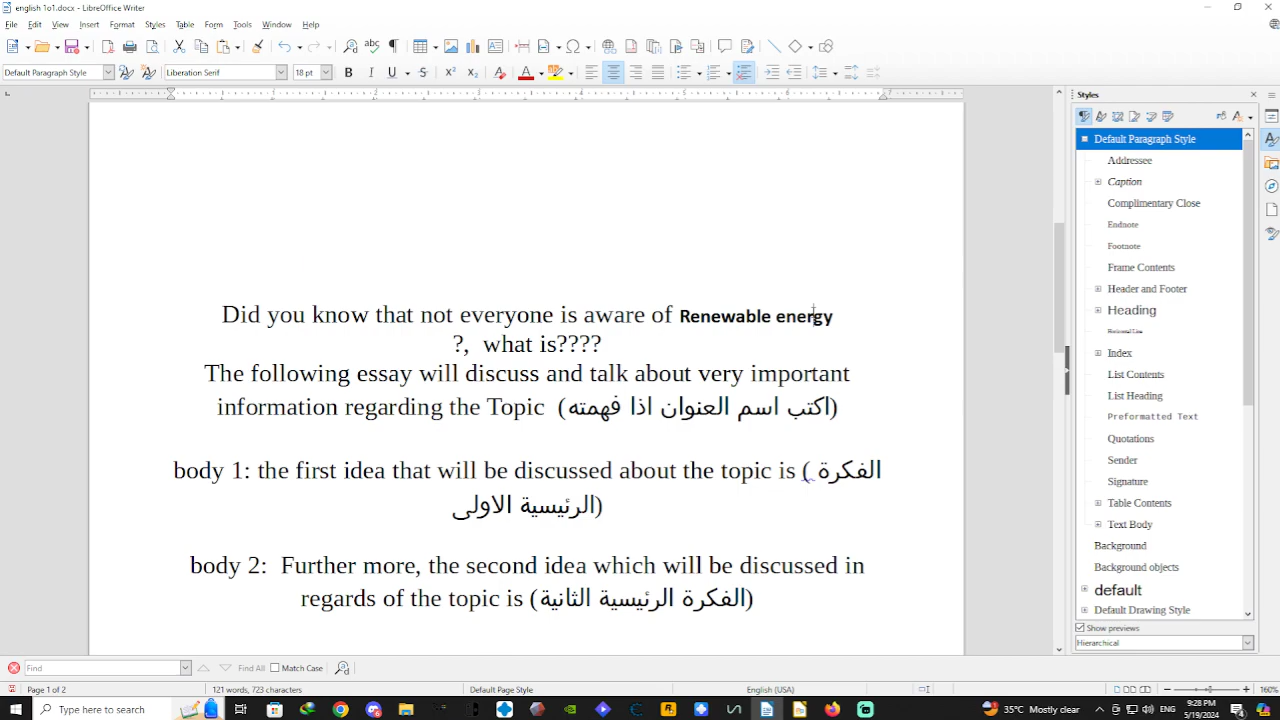 english 1o1.docx - LibreOffice Writer
File Edit View Insert Format Styles Table Form Tools Window Help
Default Paragraph Style Liberation Serif 18 pt
Styles
Default Paragraph Style
Addressee
Caption
Complimentary Close
Endnote
Footnote
Frame Contents
Header and Footer
Heading
Horizontal Line
Index
List Contents
List Heading
Preformatted Text
Quotations
Sender
Signature
Table Contents
Text Body
Background
Background objects
default
Default Drawing Style
Show previews
Hierarchical
Did you know that not everyone is aware of Renewable energy
?, what is????
The following essay will discuss and talk about very important
information regarding the Topic (اكتب اسم العنوان اذا فهمته)
body 1: the first idea that will be discussed about the topic is ( الفكرة
الرئيسية الاولى)
body 2: Further more, the second idea which will be discussed in
regards of the topic is (الفكرة الرئيسية الثانية)
Find Find All Match Case
Page 1 of 2 121 words, 723 characters Default Page Style English (USA) 160%
Type here to search 35°C Mostly clear ENG 9:28 PM
5/19/2024